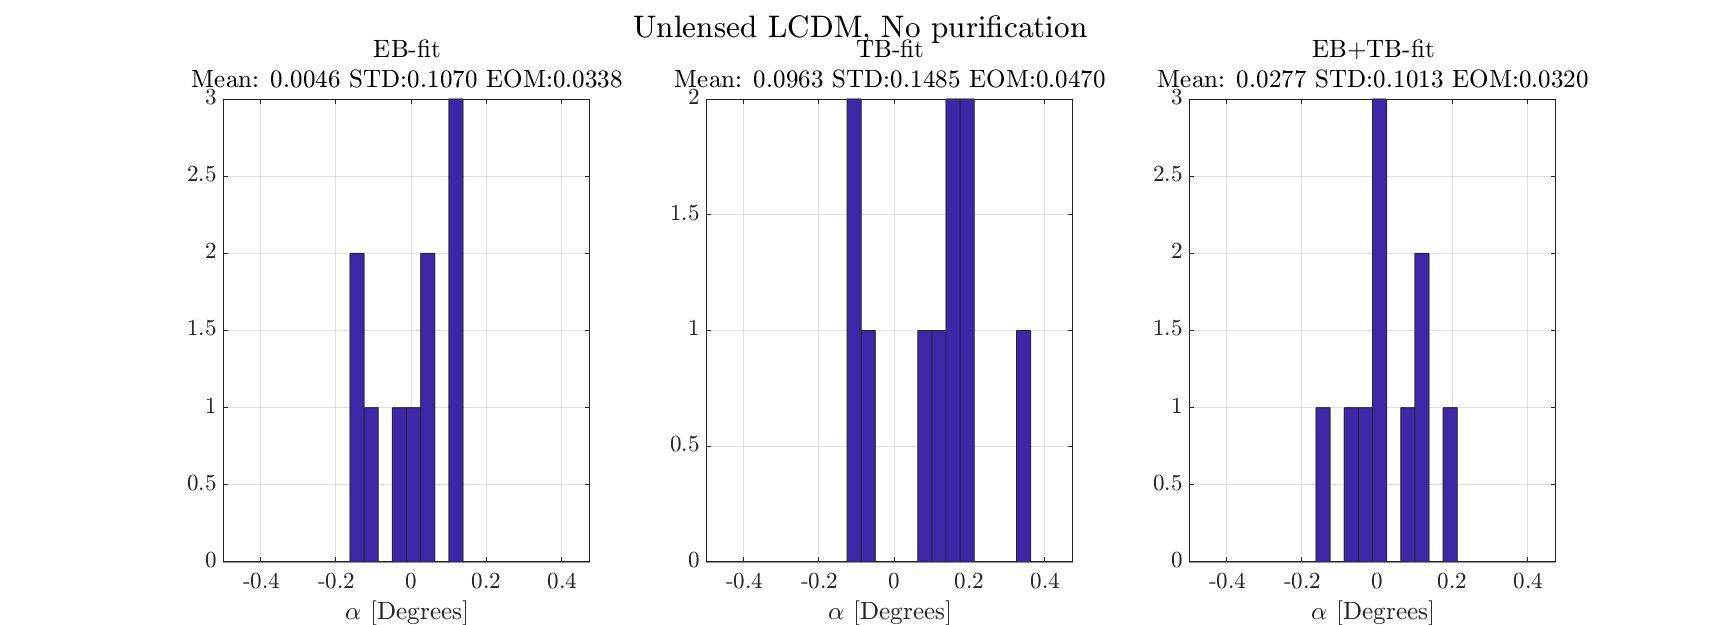 Unlensed LCDM, No purification
EB-fit
Mean: 0.0046 STD:0.1070 EOM:0.0338
3
2.5
2
1.5
1
0.5
0
-0.4 -0.2 0 0.2 0.4
α [Degrees]
TB-fit
Mean: 0.0963 STD:0.1485 EOM:0.0470
2
1.5
1
0.5
0
-0.4 -0.2 0 0.2 0.4
α [Degrees]
EB+TB-fit
Mean: 0.0277 STD:0.1013 EOM:0.0320
3
2.5
2
1.5
1
0.5
0
-0.4 -0.2 0 0.2 0.4
α [Degrees]